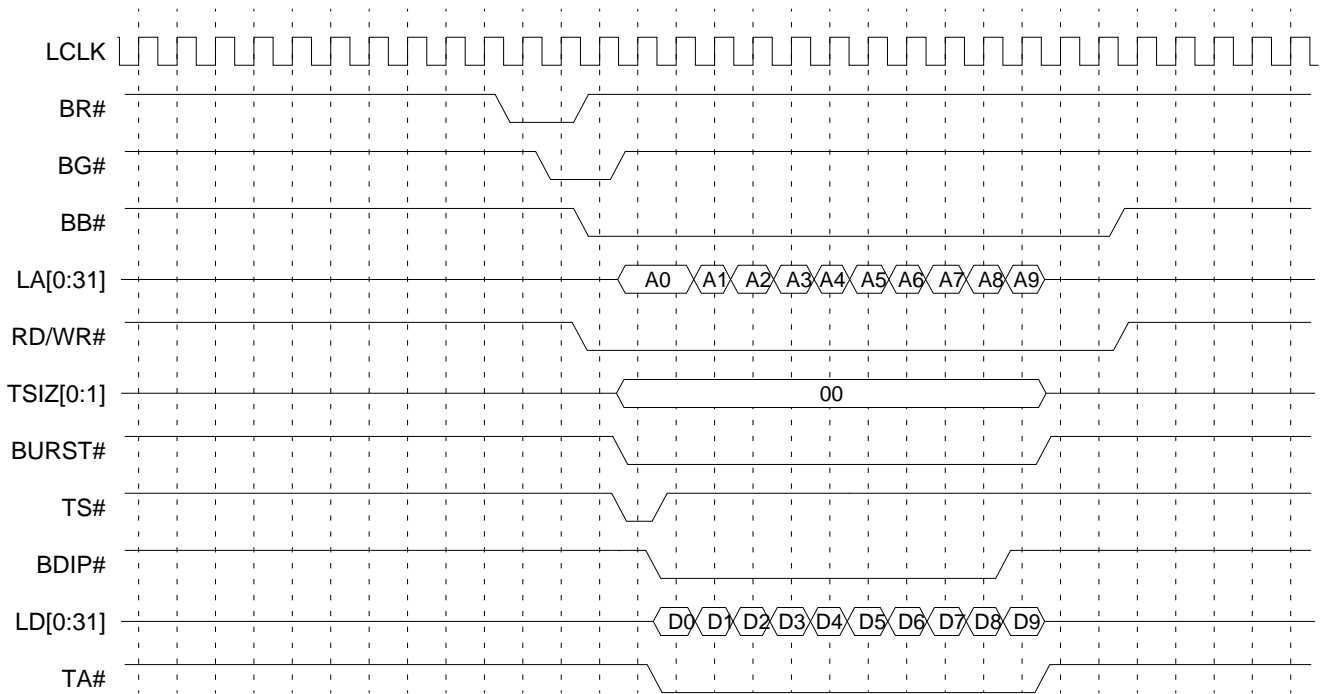 LCLK
BR#
BG#
BB#
LA[0:31] A0 A1 A2 A3 A4 A5 A6 A7 A8 A9
RD/WR#
TSIZ[0:1] 00
BURST#
TS#
BDIP#
LD[0:31] D0 D1 D2 D3 D4 D5 D6 D7 D8 D9
TA#